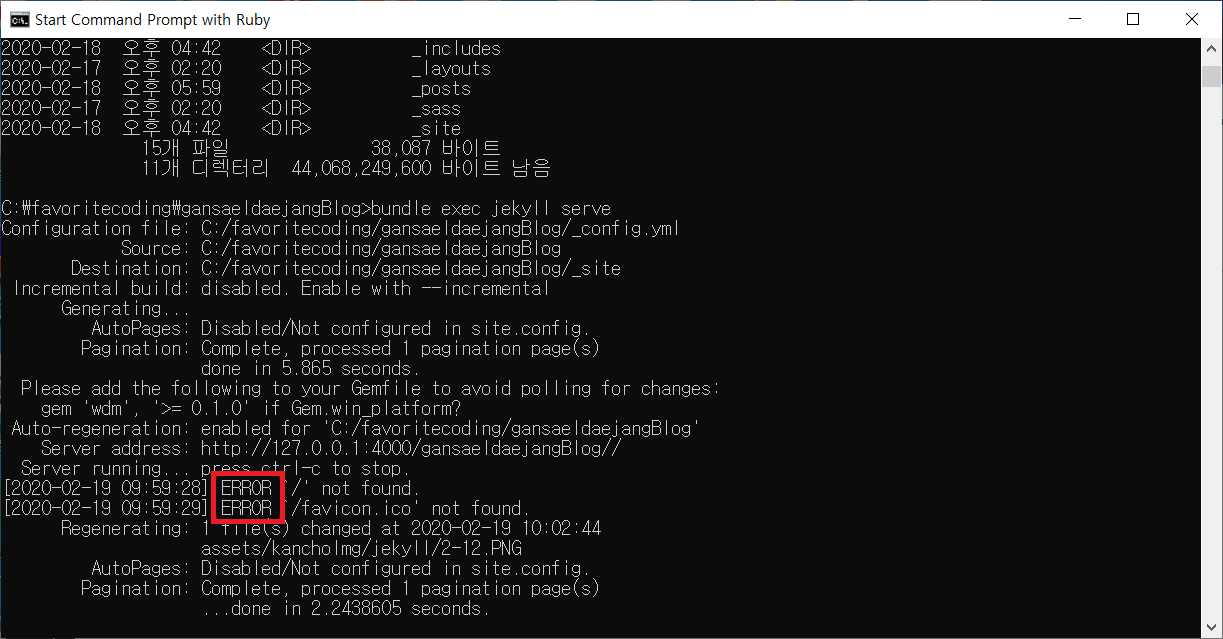 Start Command Prompt with Ruby
2020-02-18 오후 04:42 <DIR> _includes
2020-02-17 오후 02:20 <DIR> _layouts
2020-02-18 오후 05:59 <DIR> _posts
2020-02-17 오후 02:20 <DIR> _sass
2020-02-18 오후 04:42 <DIR> _site
15개 파일 38,087 바이트
11개 디렉터리 44,068,249,600 바이트 남음
C:₩favoritecoding₩gansaeldaejangBlog>bundle exec jekyll serve
Configuration file: C:/favoritecoding/gansaeldaejangBlog/_config.yml
Source: C:/favoritecoding/gansaeldaejangBlog
Destination: C:/favoritecoding/gansaeldaejangBlog/_site
Incremental build: disabled. Enable with --incremental
Generating...
AutoPages: Disabled/Not configured in site.config.
Pagination: Complete, processed 1 pagination page(s)
done in 5.865 seconds.
Please add the following to your Gemfile to avoid polling for changes:
gem 'wdm', '>= 0.1.0' if Gem.win_platform?
Auto-regeneration: enabled for 'C:/favoritecoding/gansaeldaejangBlog'
Server address: http://127.0.0.1:4000/gansaeldaejangBlog//
Server running... press ctrl-c to stop.
[2020-02-19 09:59:28] ERROR `/' not found.
[2020-02-19 09:59:29] ERROR `/favicon.ico' not found.
Regenerating: 1 file(s) changed at 2020-02-19 10:02:44
assets/kancholmg/jekyll/2-12.PNG
AutoPages: Disabled/Not configured in site.config.
Pagination: Complete, processed 1 pagination page(s)
...done in 2.2438605 seconds.